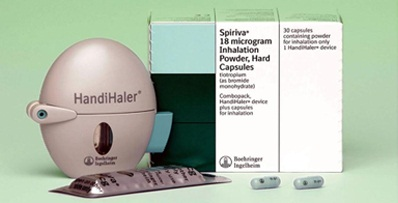 HandiHaler®
Boehringer
Ingelheim
Spiriva®
18 microgram
Inhalation
Powder, Hard
Capsules
tiotropium
(as bromide
monohydrate)
Combopack,
HandiHaler® device
plus capsules
for inhalation
Boehringer
Ingelheim
30 capsules
containing powder
for inhalation only
1 HandiHaler® device